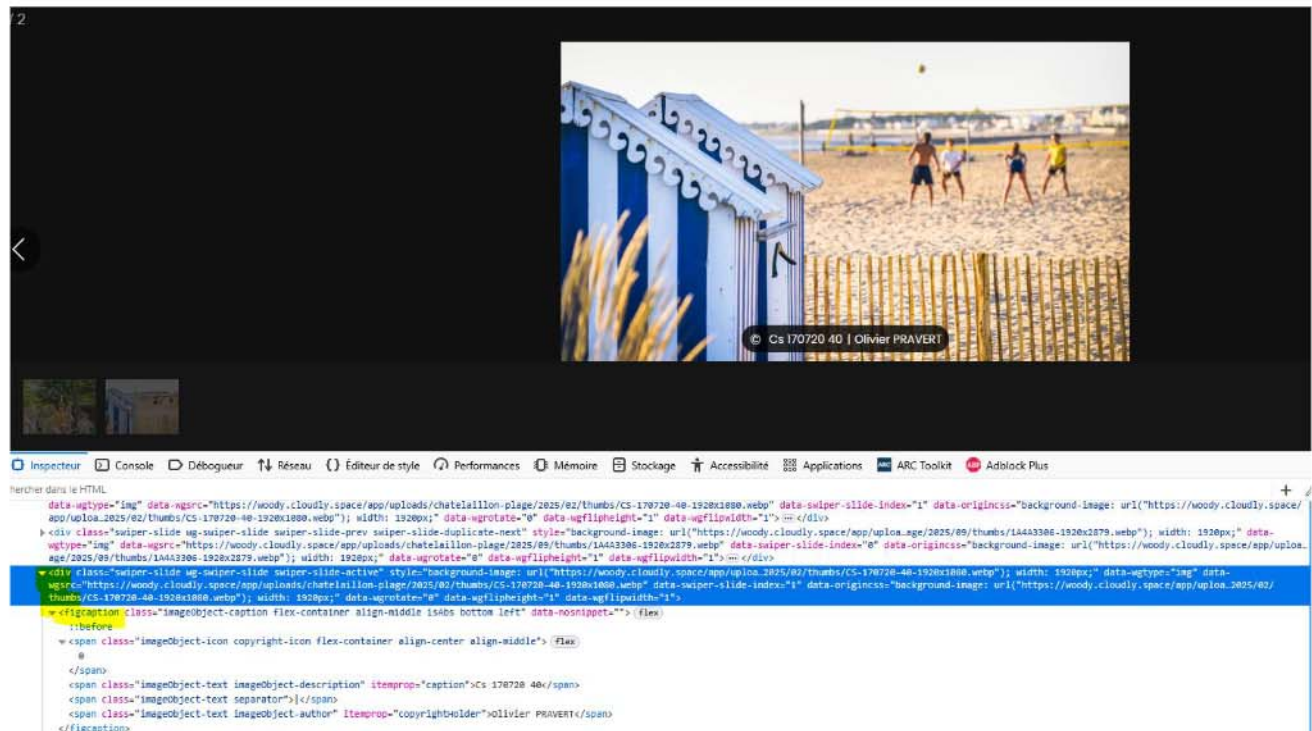 / 2
© Cs 170720 40 | Olivier PRAVERT
Inspecteur Console Débogueur Réseau {} Éditeur de style Performances Mémoire Stockage Accessibilité Applications ARC Toolkit Adblock Plus
hercher dans le HTML +
data-wgtype="img" data-wgsrc="https://woody.cloudly.space/app/uploads/chatelaillon-plage/2025/02/thumbs/CS-170720-40-1920x1080.webp" data-swiper-slide-index="1" data-origincss="background-image: url("https://woody.cloudly.space/
app/uploa…2025/02/thumbs/CS-170720-40-1920x1080.webp"); width: 1920px;" data-wgrotate="0" data-wgflipheight="1" data-wgflipwidth="1"> </div>
<div class="swiper-slide wg-swiper-slide swiper-slide-prev swiper-slide-duplicate-next" style="background-image: url("https://woody.cloudly.space/app/uploa…age/2025/09/thumbs/1A4A3306-1920x2879.webp"); width: 1920px;" data-
wgtype="img" data-wgsrc="https://woody.cloudly.space/app/uploads/chatelaillon-plage/2025/09/thumbs/1A4A3306-1920x2879.webp" data-swiper-slide-index="0" data-origincss="background-image: url("https://woody.cloudly.space/app/uploa…
age/2025/09/thumbs/1A4A3306-1920x2879.webp"); width: 1920px;" data-wgrotate="0" data-wgflipheight="1" data-wgflipwidth="1"> </div>
<div class="swiper-slide wg-swiper-slide swiper-slide-active" style="background-image: url("https://woody.cloudly.space/app/uploa…2025/02/thumbs/CS-170720-40-1920x1080.webp"); width: 1920px;" data-wgtype="img" data-
wgsrc="https://woody.cloudly.space/app/uploads/chatelaillon-plage/2025/02/thumbs/CS-170720-40-1920x1080.webp" data-swiper-slide-index="1" data-origincss="background-image: url("https://woody.cloudly.space/app/uploa…2025/02/
thumbs/CS-170720-40-1920x1080.webp"); width: 1920px;" data-wgrotate="0" data-wgflipheight="1" data-wgflipwidth="1">
<figcaption class="imageObject-caption flex-container align-middle isAbs bottom left" data-nosnippet=""> flex
::before
<span class="imageObject-icon copyright-icon flex-container align-center align-middle"> flex
©
</span>
<span class="imageObject-text imageObject-description" itemprop="caption">Cs 170720 40</span>
<span class="imageObject-text separator">|</span>
<span class="imageObject-text imageObject-author" itemprop="copyrightHolder">Olivier PRAVERT</span>
</figcaption>